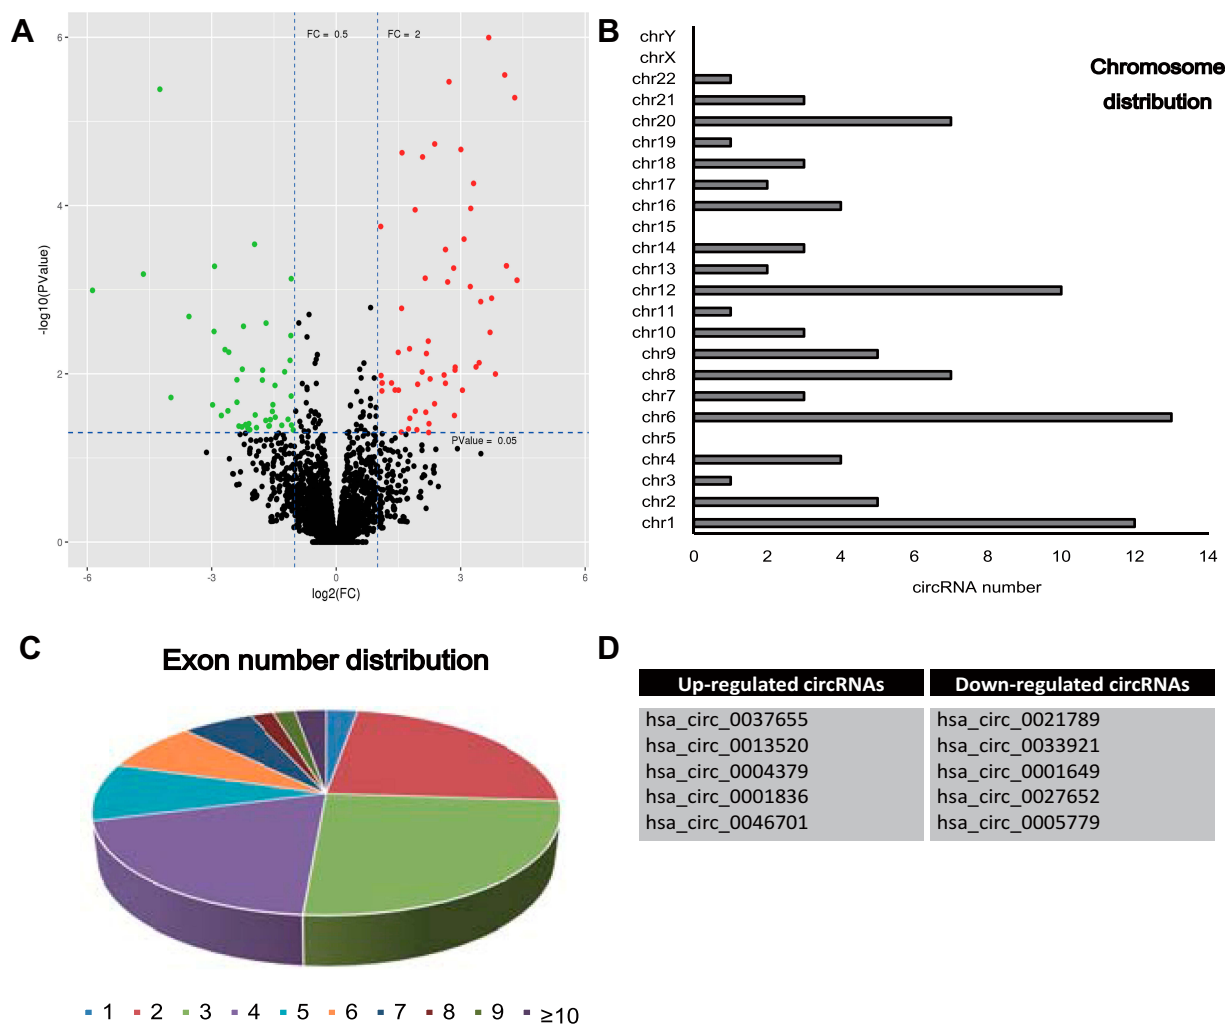 A
FC = 0.5
FC = 2
6
4
2
0
-log10(PValue)
PValue = 0.05
-6
-3
0
3
6
log2(FC)
B
Chromosome
distribution
chrY
chrX
chr22
chr21
chr20
chr19
chr18
chr17
chr16
chr15
chr14
chr13
chr12
chr11
chr10
chr9
chr8
chr7
chr6
chr5
chr4
chr3
chr2
chr1
0 2 4 6 8 10 12 14
circRNA number
C
Exon number distribution
1 2 3 4 5 6 7 8 9 ≥10
D
Up-regulated circRNAs Down-regulated circRNAs
hsa_circ_0037655 hsa_circ_0021789
hsa_circ_0013520 hsa_circ_0033921
hsa_circ_0004379 hsa_circ_0001649
hsa_circ_0001836 hsa_circ_0027652
hsa_circ_0046701 hsa_circ_0005779